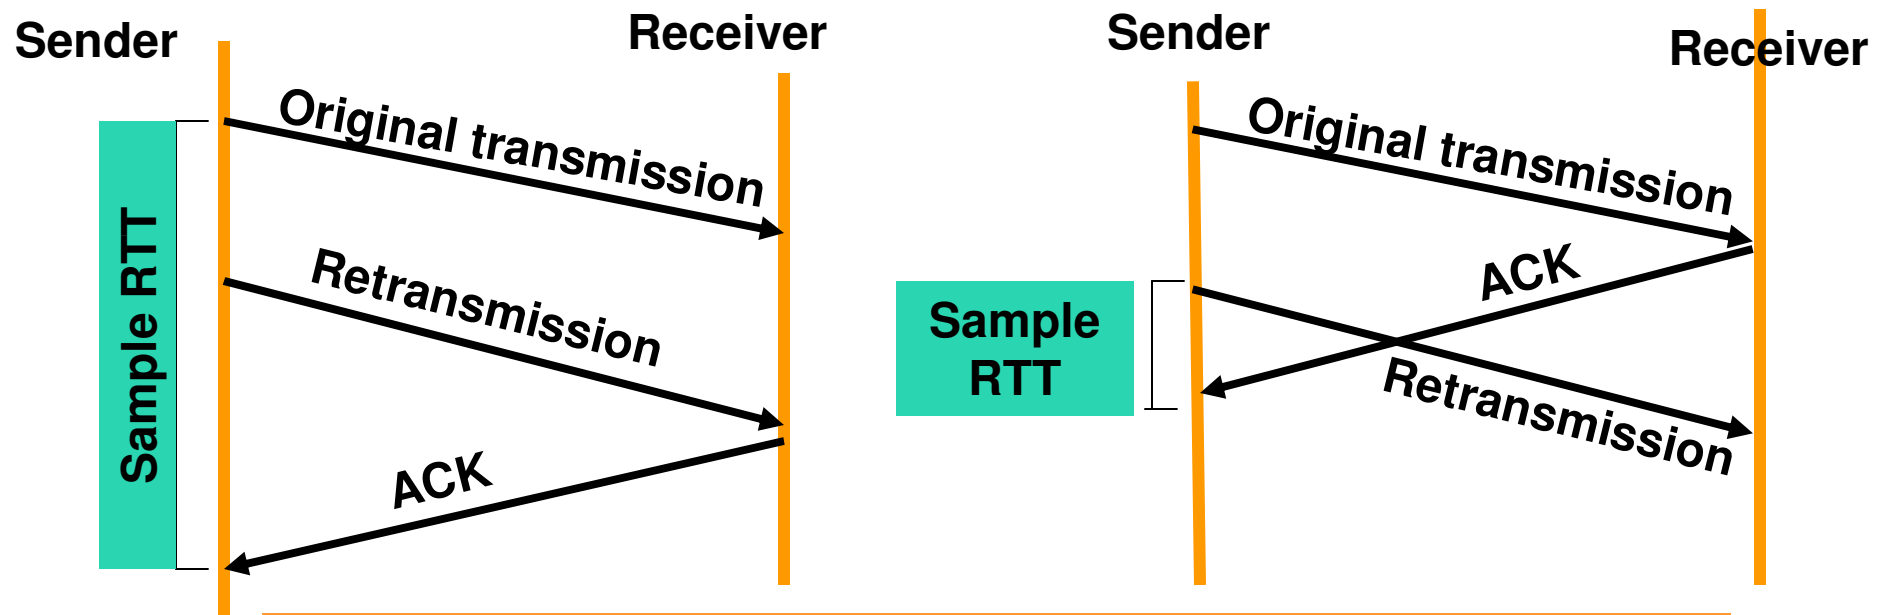 Sender
Receiver
Original transmission
Sample RTT
Retransmission
ACK
Sender
Receiver
Original transmission
ACK
Sample
RTT
Retransmission